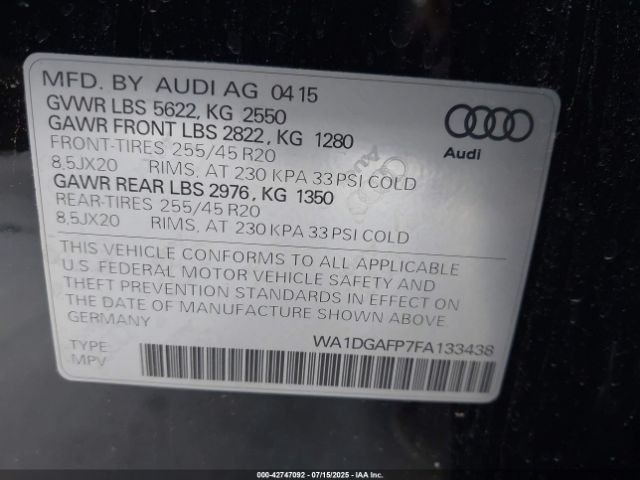 MFD. BY AUDI AG 04 15
GVWR LBS 5622, KG 2550
GAWR FRONT LBS 2822, KG 1280
FRONT-TIRES 255/45 R20
8,5JX20 RIMS, AT 230 KPA 33 PSI COLD
GAWR REAR LBS 2976, KG 1350
REAR-TIRES 255/45 R20
8,5JX20 RIMS, AT 230 KPA 33 PSI COLD
Audi
Audi
THIS VEHICLE CONFORMS TO ALL APPLICABLE
U.S. FEDERAL MOTOR VEHICLE SAFETY AND
THEFT PREVENTION STANDARDS IN EFFECT ON
THE DATE OF MANUFACTURE SHOWN ABOVE.
GERMANY
WA1DGAFP7FA133438
TYPE:
MPV
000-42747092 - 07/15/2025 - IAA Inc.